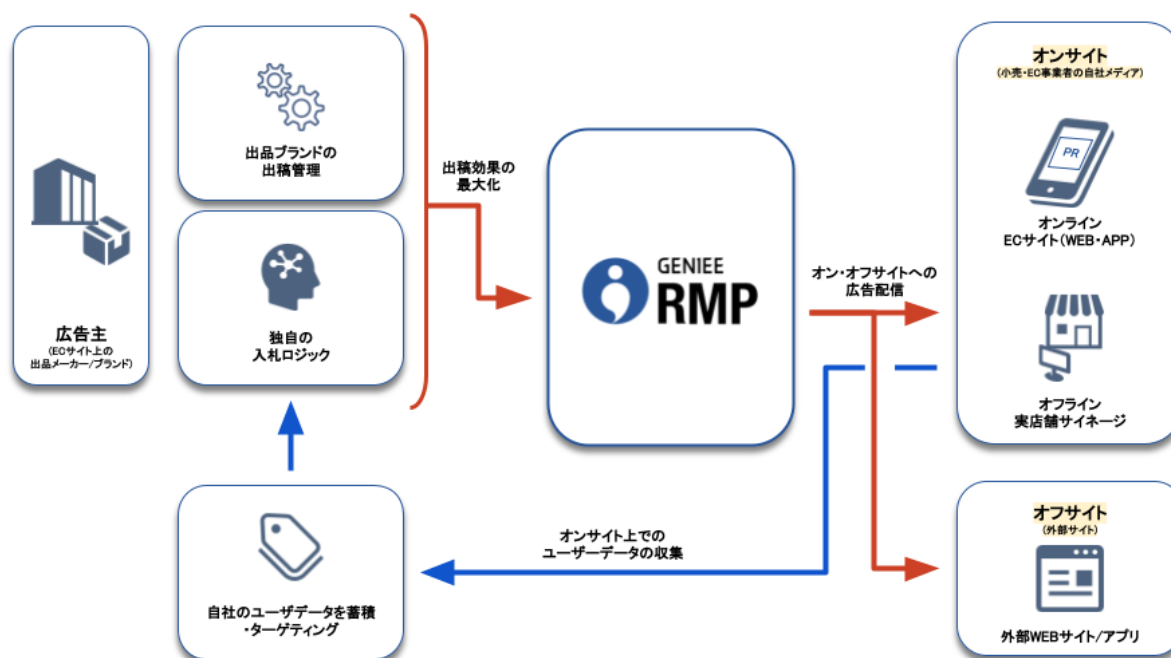 広告主
(ECサイト上の
出品メーカー/ブランド)
出品ブランドの
出稿管理
独自の
入札ロジック
出稿効果の
最大化
GENIEE
RMP
オン・オフサイトへの
広告配信
オンサイト
(小売・EC事業者の自社メディア)
PR
オンライン
ECサイト(WEB・APP)
オフライン
実店舗サイネージ
オンサイト上での
ユーザーデータの収集
自社のユーザデータを蓄積
・ターゲティング
オフサイト
(外部サイト)
外部WEBサイト/アプリ